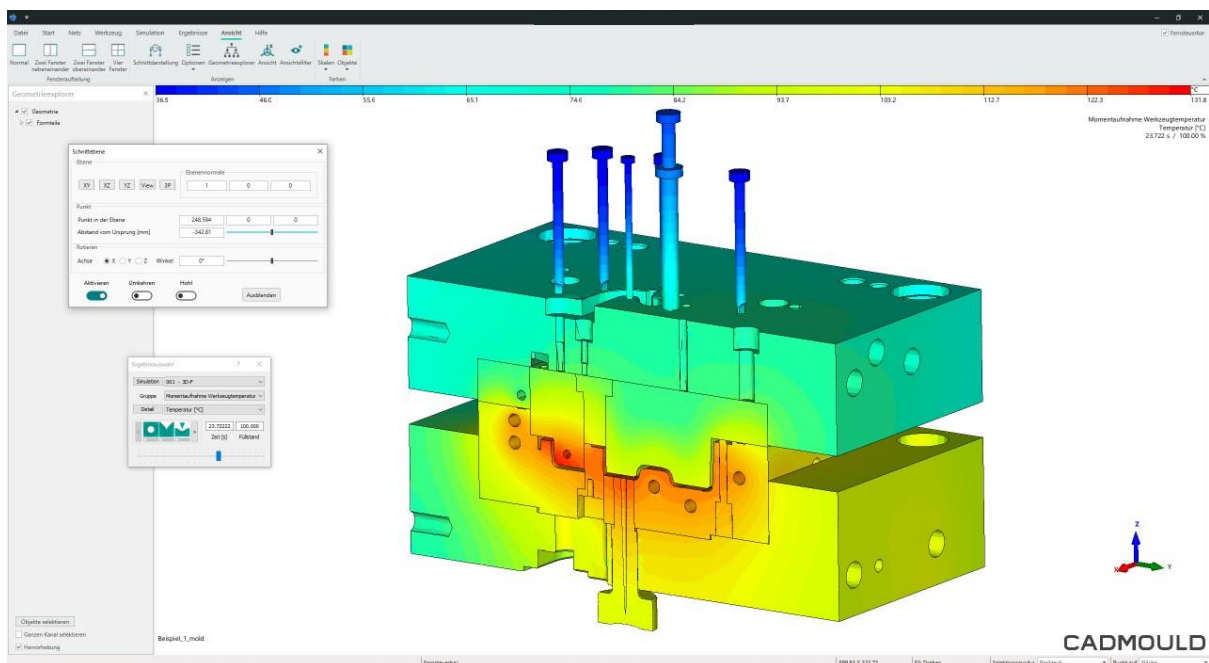 Datei Start Netz Werkzeug Simulation Ergebnisse Ansicht Hilfe
Fernsteuerbar
Normal Zwei Fenster nebeneinander Zwei Fenster übereinander Vier Fenster Schnittdarstellung Optionen Geometrieexplorer Ansicht Ansichtsfilter Skalen Objekte
Fensteraufteilung Anzeigen Farben
Geometrieexplorer
Geometrie
Formteile
°C
36.5 46.0 55.6 65.1 74.6 84.2 93.7 103.2 112.7 122.3 131.8
Momentaufnahme Werkzeugtemperatur
Temperatur [°C]
23.722 s / 100.00 %
Schnittebene
Ebene
Ebenennormale
XY XZ YZ View 3P 1 0 0
Punkt
Punkt in der Ebene 248,594 0 0
Abstand vom Ursprung [mm] -342,81
Rotieren
Achse X Y Z Winkel 0°
Aktivieren Umkehren Hohl
Ausblenden
Ergebnisauswahl ?
Simulation 001 - 3D-F
Gruppe Momentaufnahme Werkzeugtemperatur
Detail Temperatur [°C]
23.72222 100.000
Zeit [s] Füllstand
Z
X
Y
Objekte selektieren
Ganzen Kanal selektieren
Hervorhebung
Beispiel_1_mold
CADMOULD